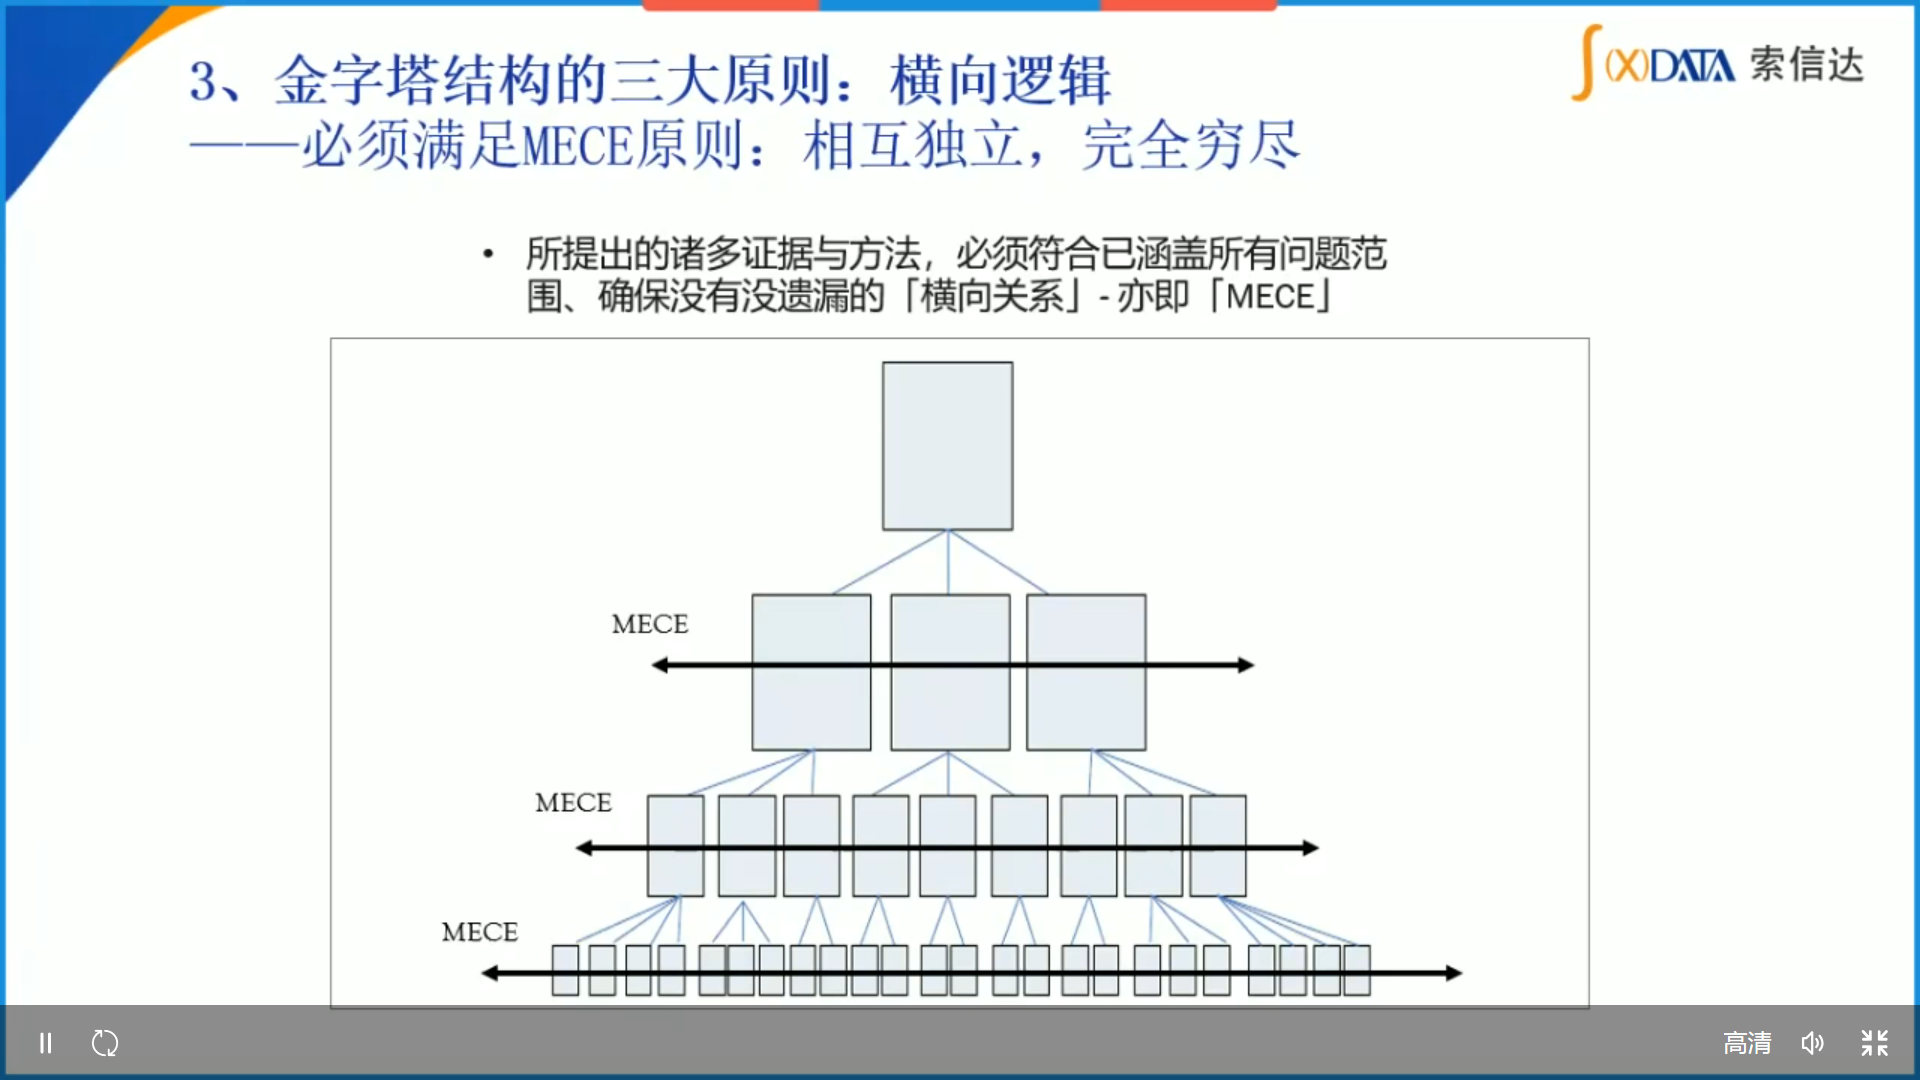 3、金字塔结构的三大原则：横向逻辑
——必须满足MECE原则：相互独立，完全穷尽
∫(X)DATA 索信达
• 所提出的诸多证据与方法，必须符合已涵盖所有问题范
围、确保没有没遗漏的「横向关系」- 亦即「MECE」
MECE
MECE
MECE
高清